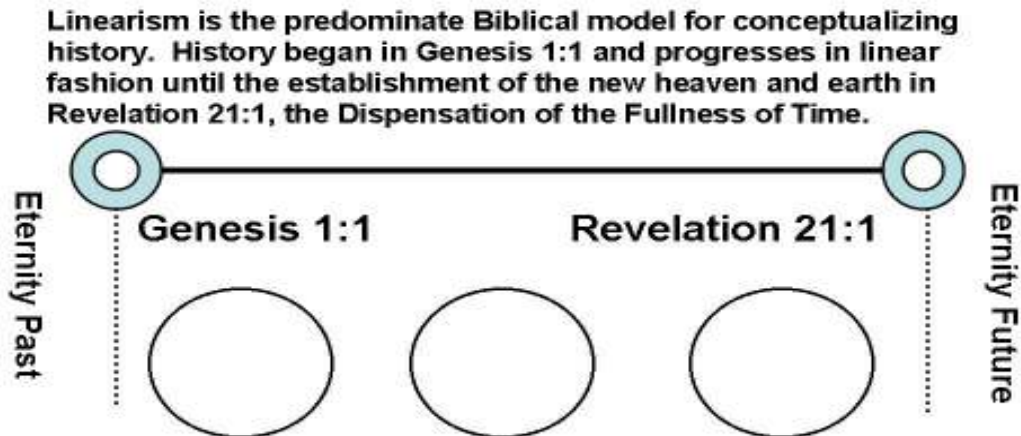 Linearism is the predominate Biblical model for conceptualizing
history. History began in Genesis 1:1 and progresses in linear
fashion until the establishment of the new heaven and earth in
Revelation 21:1, the Dispensation of the Fullness of Time.
Eternity Past
Genesis 1:1
Revelation 21:1
Eternity Future